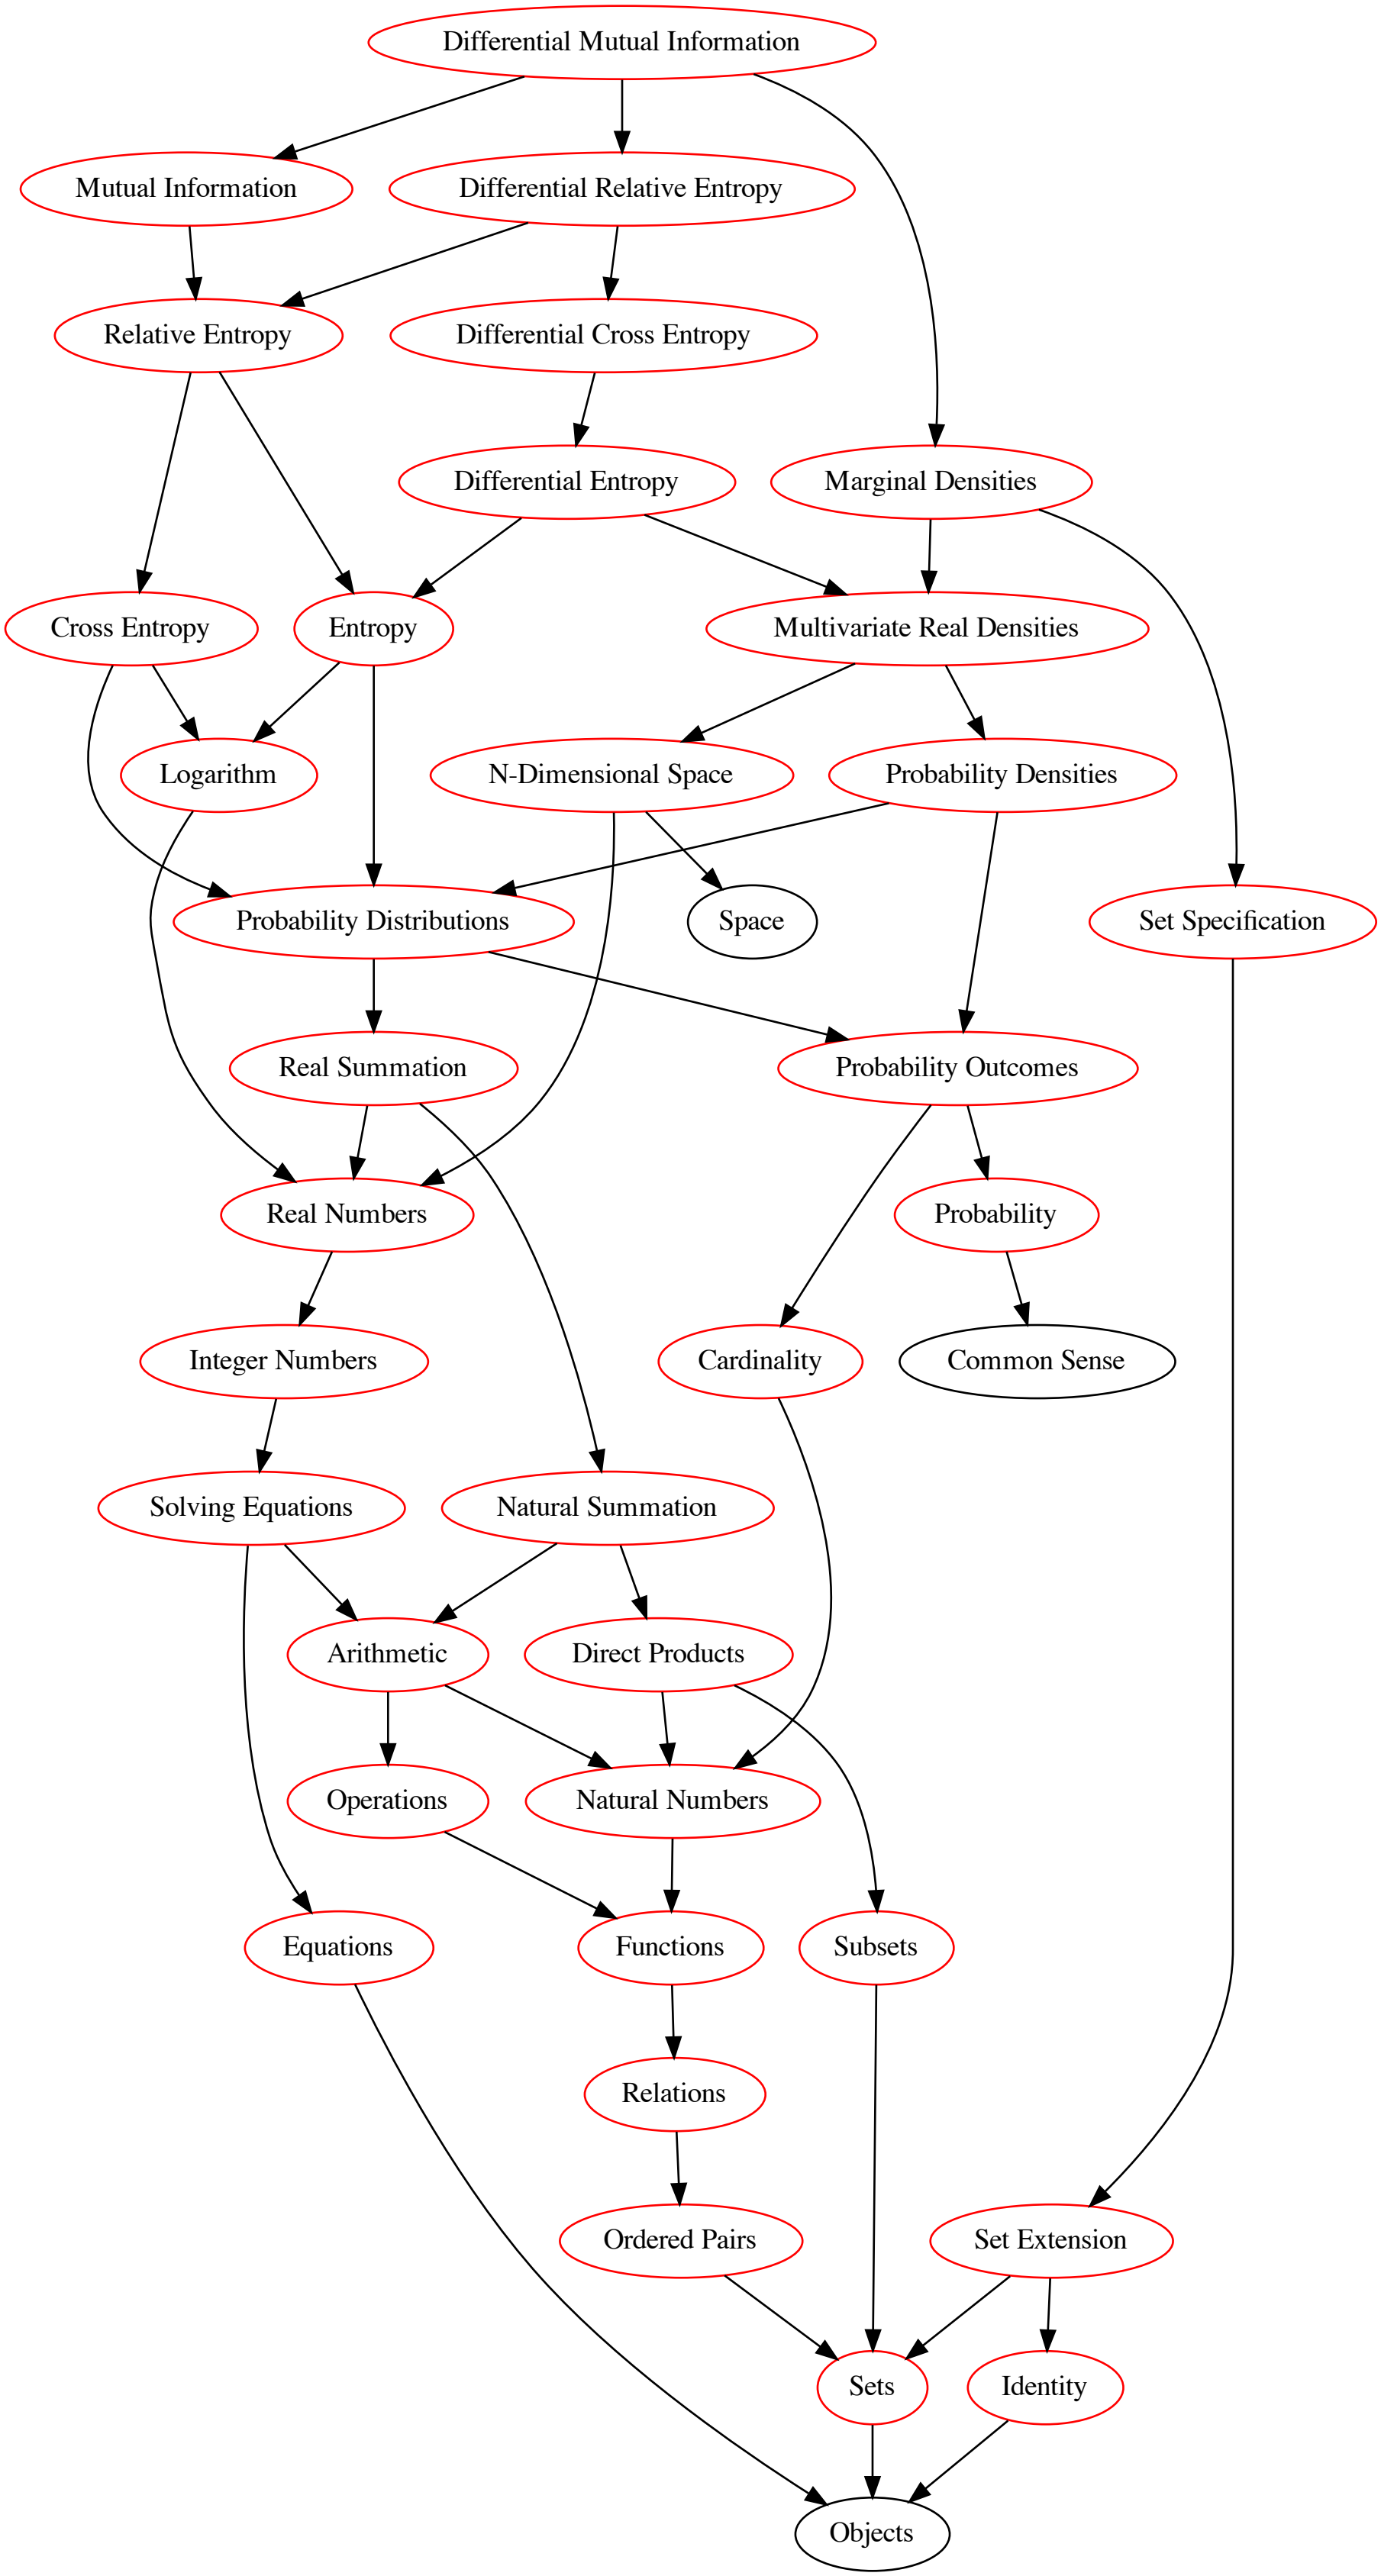 Differential Mutual Information
Mutual Information
Differential Relative Entropy
Relative Entropy
Differential Cross Entropy
Differential Entropy
Marginal Densities
Cross Entropy
Entropy
Multivariate Real Densities
Logarithm
N-Dimensional Space
Probability Densities
Probability Distributions
Space
Set Specification
Real Summation
Probability Outcomes
Real Numbers
Probability
Integer Numbers
Cardinality
Common Sense
Solving Equations
Natural Summation
Arithmetic
Direct Products
Operations
Natural Numbers
Equations
Functions
Subsets
Relations
Ordered Pairs
Set Extension
Sets
Identity
Objects